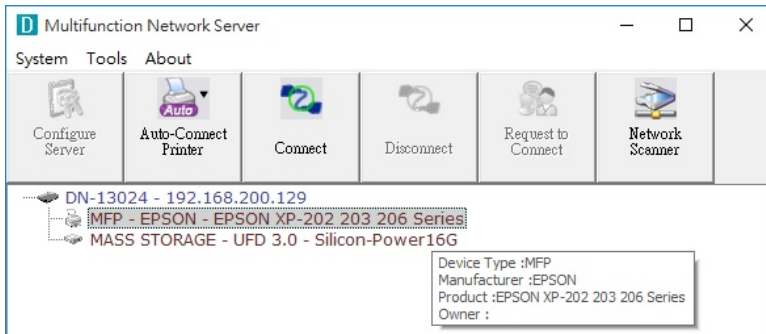 D Multifunction Network Server
System Tools About
Configure Server
Auto
Auto-Connect Printer
Connect
Disconnect
Request to Connect
Network Scanner
DN-13024 - 192.168.200.129
MFP - EPSON - EPSON XP-202 203 206 Series
MASS STORAGE - UFD 3.0 - Silicon-Power16G
Device Type :MFP
Manufacturer :EPSON
Product :EPSON XP-202 203 206 Series
Owner :